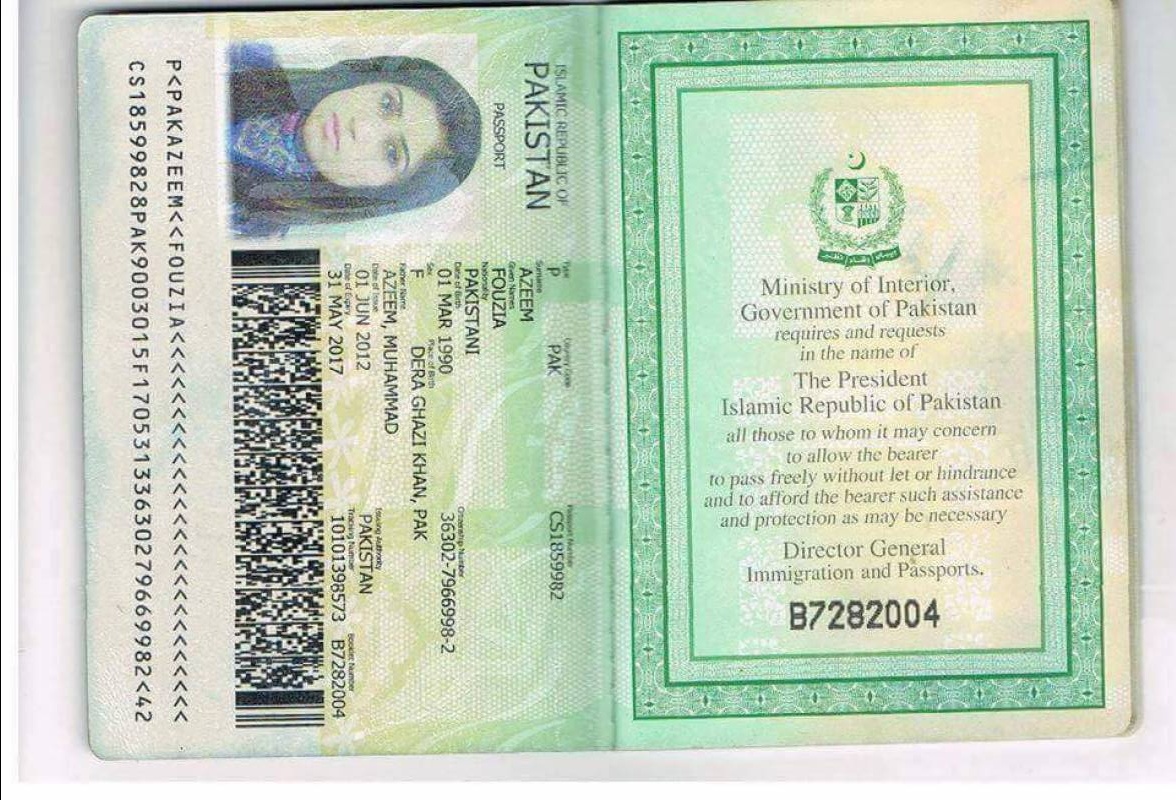 Ministry of Interior,
Government of Pakistan
requires and requests
in the name of
The President
Islamic Republic of Pakistan
all those to whom it may concern
to allow the bearer
to pass freely without let or hindrance
and to afford the bearer such assistance
and protection as may be necessary
Director General
Immigration and Passports.
B7282004
ISLAMIC REPUBLIC OF
PAKISTAN
PASSPORT
Type Country Code Passport Number
P PAK CS1859982
Surname
AZEEM
Given Names
FOUZIA
Nationality
PAKISTANI
Date of Birth Citizenship Number
01 MAR 1990 36302-7966998-2
Sex Place of Birth
F DERA GHAZI KHAN, PAK
Father Name
AZEEM, MUHAMMAD
Date of Issue Issuing Authority
01 JUN 2012 PAKISTAN
Date of Expiry Tracking Number Booklet Number
31 MAY 2017 10101398573 B7282004
P<PAKAZEEM<<FOUZIA<<<<<<<<<<<<<<<<<<<<<<<<<<
CS18599828PAK9003015F17053133630279669982<42